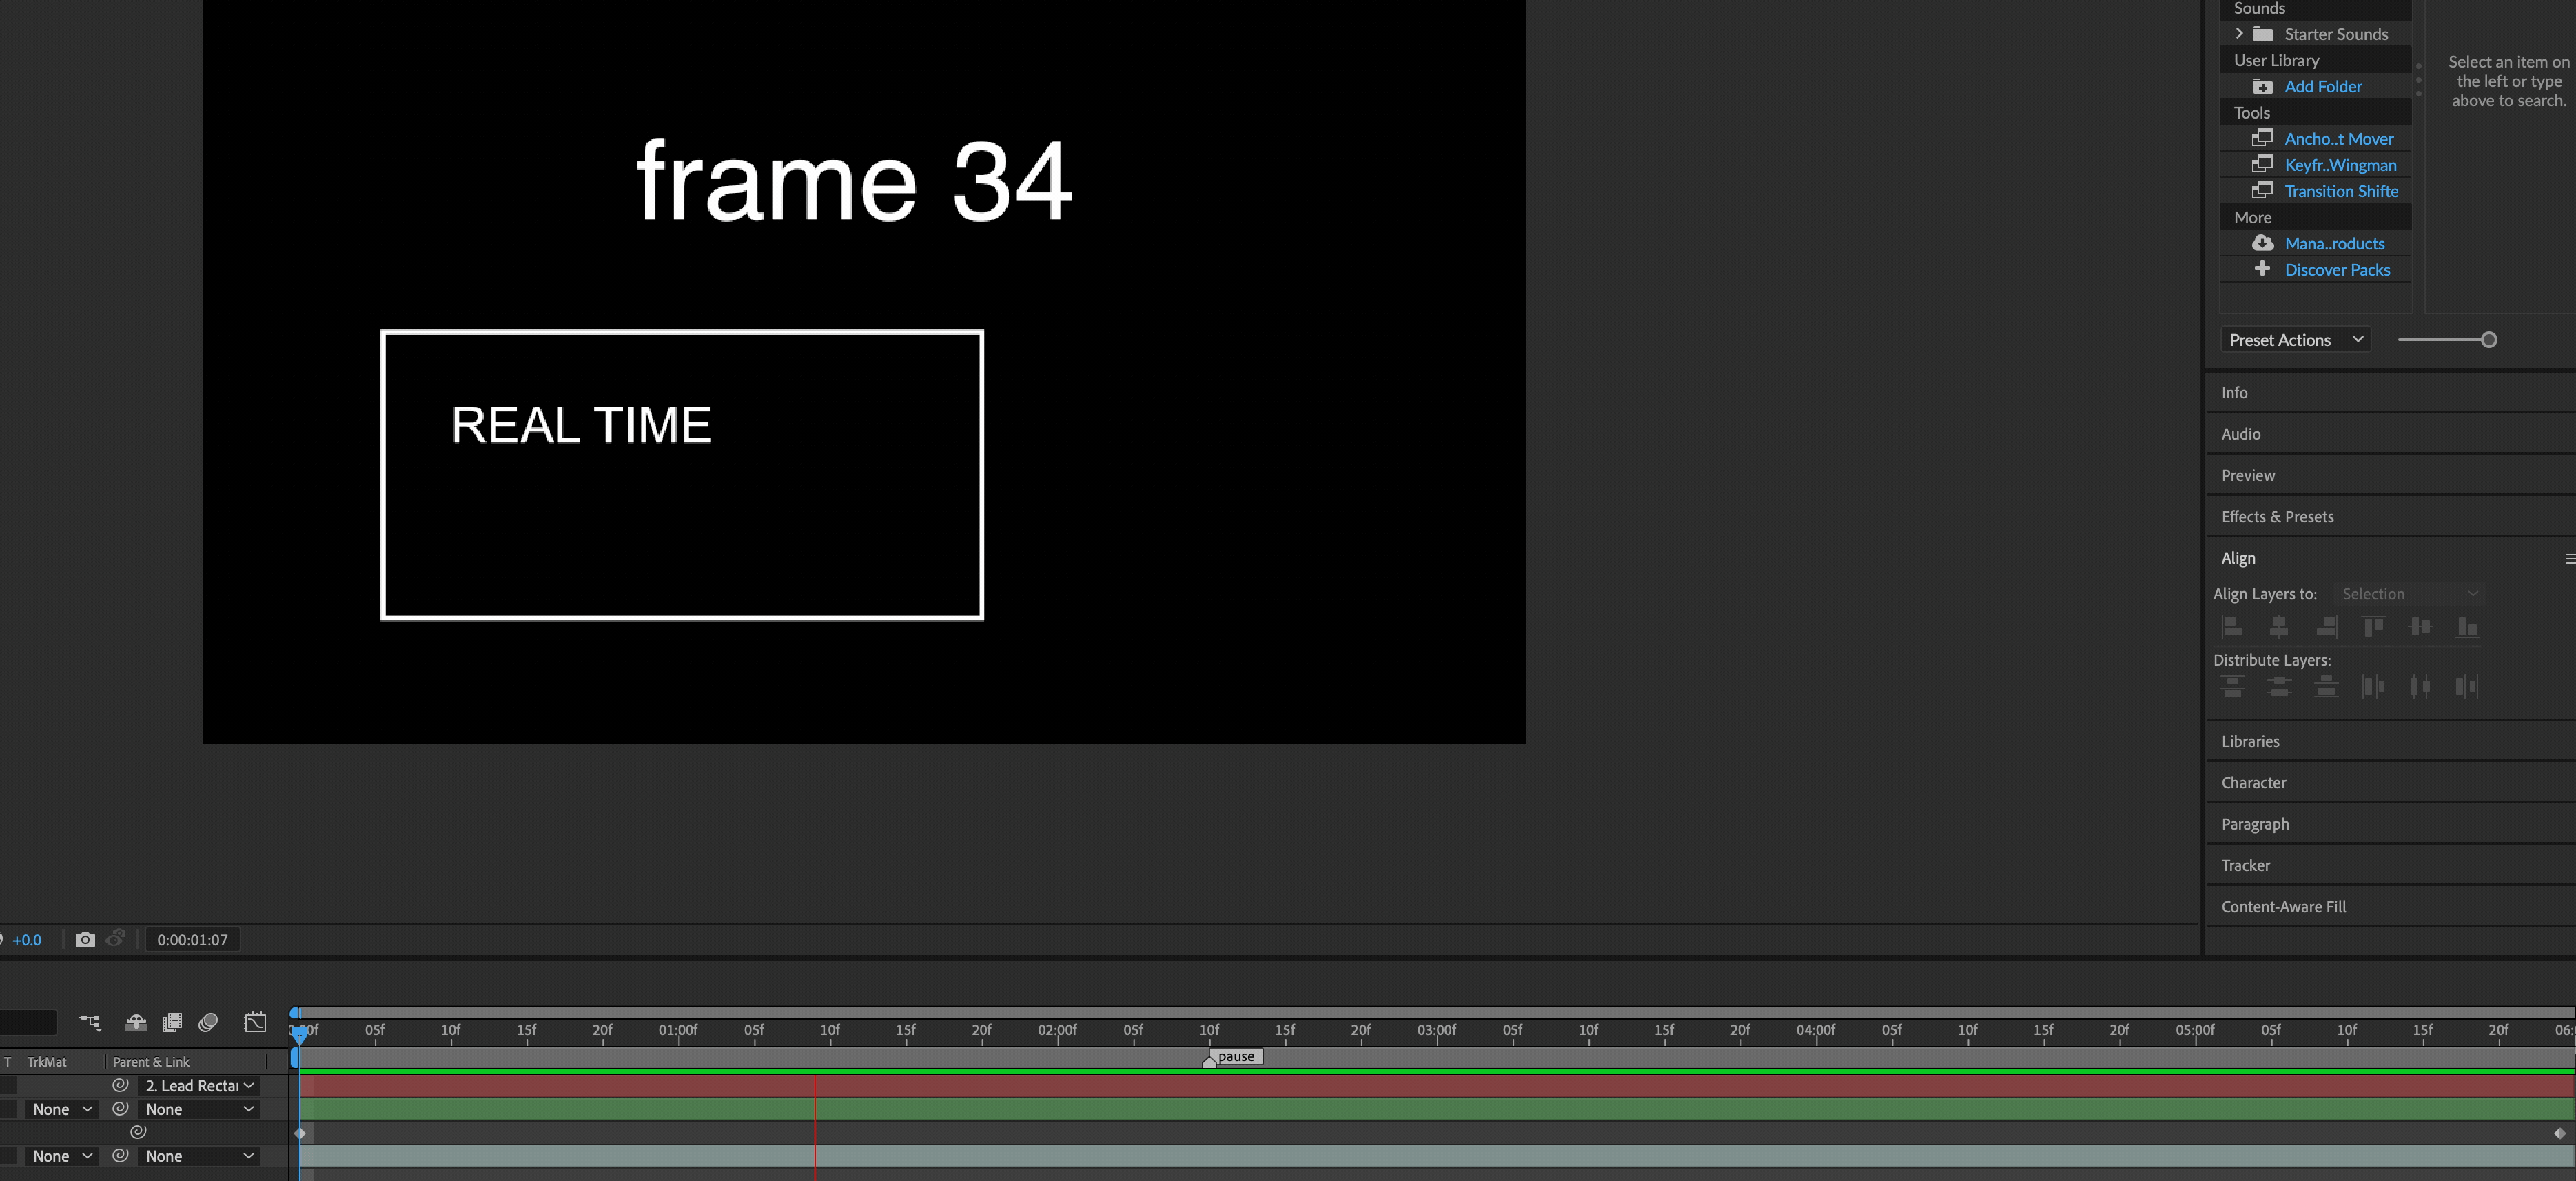 frame 34
REAL TIME
Sounds
Starter Sounds
User Library
Add Folder
Tools
Ancho..t Mover
Keyfr..Wingman
Transition Shifte
More
Mana..roducts
Discover Packs
Select an item on
the left or type
above to search.
Preset Actions
Info
Audio
Preview
Effects & Presets
Align
Align Layers to: Selection
Distribute Layers:
Libraries
Character
Paragraph
Tracker
Content-Aware Fill
+0.0 0:00:01:07
05f 10f 15f 20f 01:00f 05f 10f 15f 20f 02:00f 05f 10f 15f 20f 03:00f 05f 10f 15f 20f 04:00f 05f 10f 15f 20f 05:00f 05f 10f 15f 20f 06:
pause
T TrkMat Parent & Link
2. Lead Rectai
None None
None None